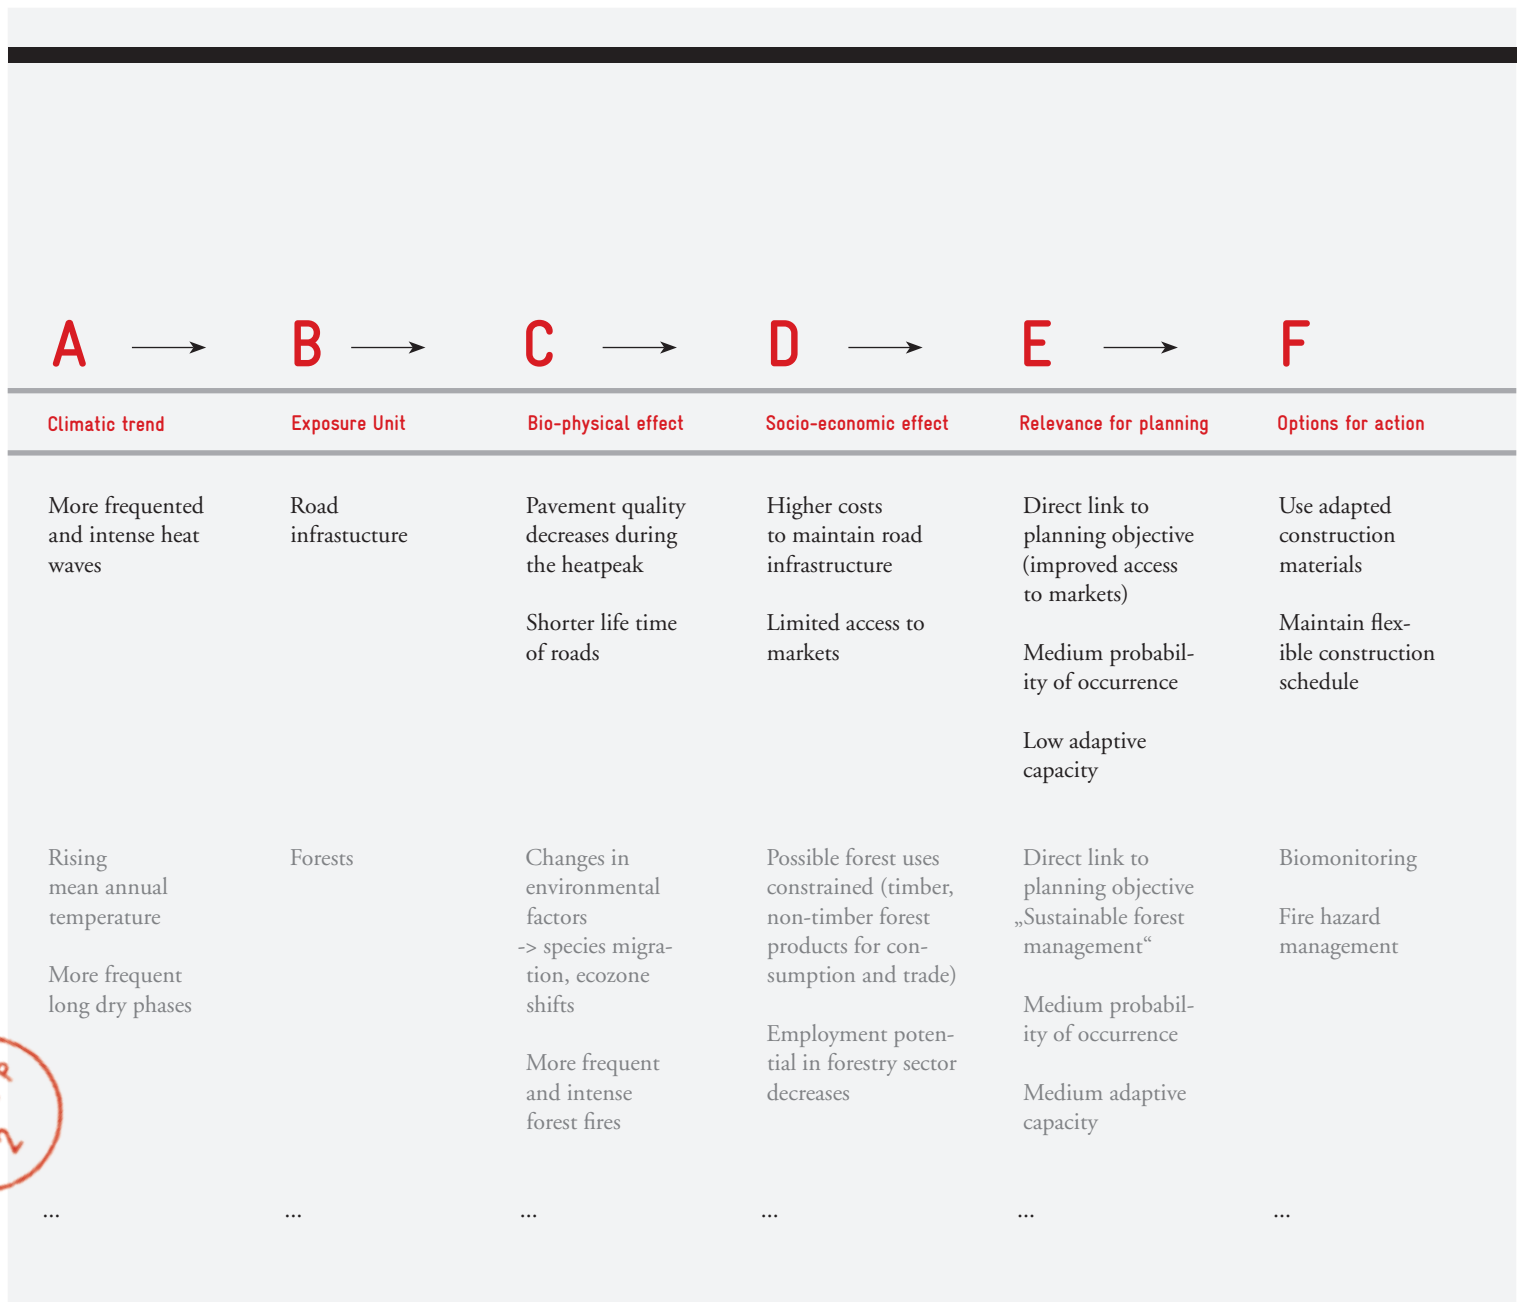 A → B → C → D → E → F
Climatic trend
Exposure Unit
Bio-physical effect
Socio-economic effect
Relevance for planning
Options for action
More frequented
and intense heat
waves
Road
infrastucture
Pavement quality
decreases during
the heatpeak
Shorter life time
of roads
Higher costs
to maintain road
infrastructure
Limited access to
markets
Direct link to
planning objective
(improved access
to markets)
Medium probabil-
ity of occurrence
Low adaptive
capacity
Use adapted
construction
materials
Maintain flex-
ible construction
schedule
Rising
mean annual
temperature
More frequent
long dry phases
Forests
Changes in
environmental
factors
-> species migra-
tion, ecozone
shifts
More frequent
and intense
forest fires
Possible forest uses
constrained (timber,
non-timber forest
products for con-
sumption and trade)
Employment poten-
tial in forestry sector
decreases
Direct link to
planning objective
„Sustainable forest
management“
Medium probabil-
ity of occurrence
Medium adaptive
capacity
Biomonitoring
Fire hazard
management
...
...
...
...
...
...